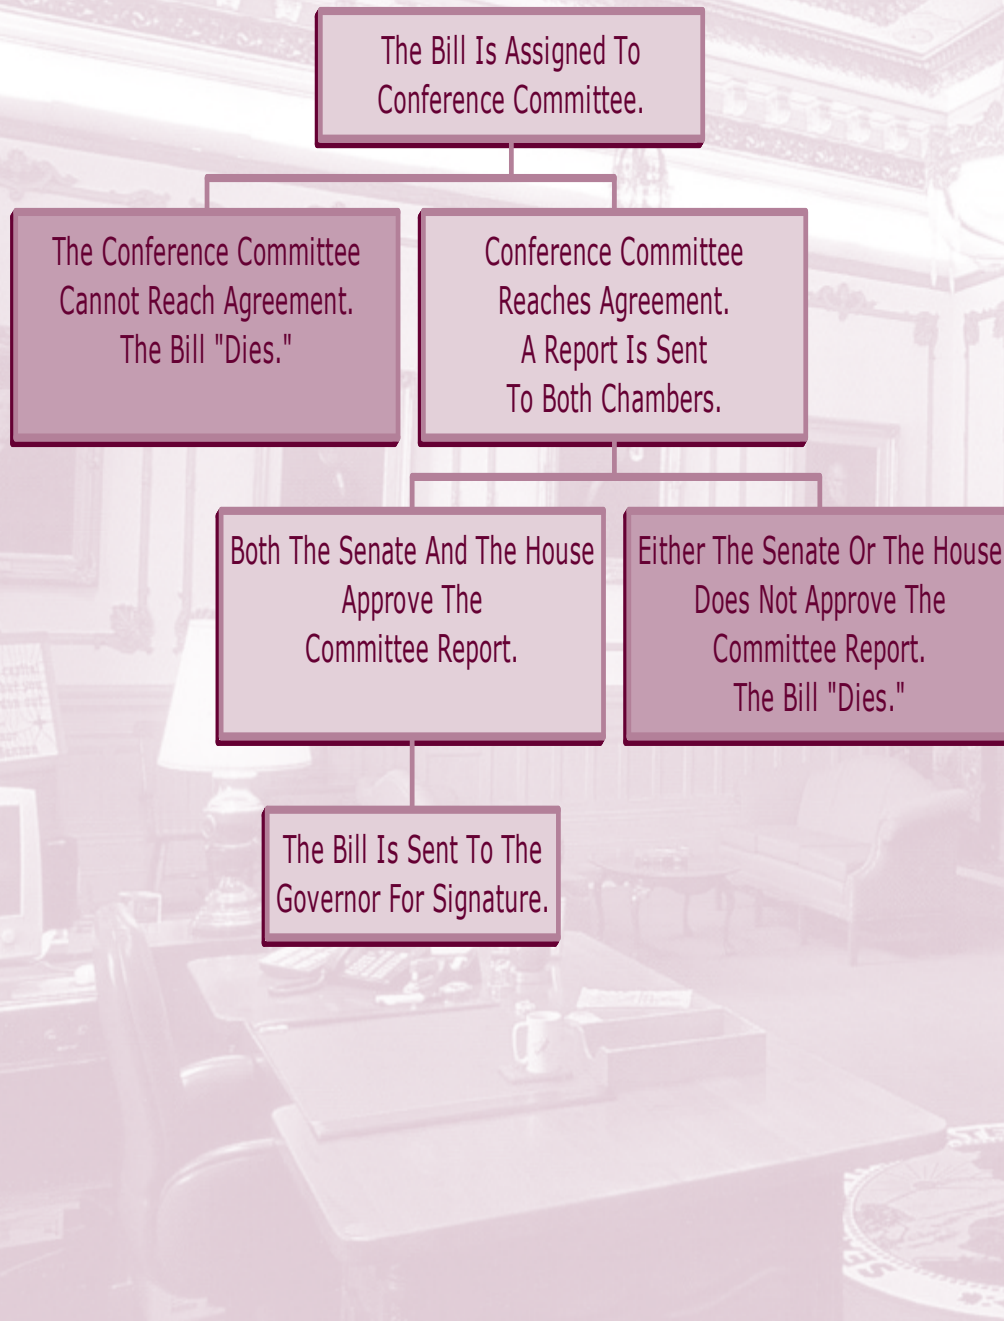 The Bill Is Assigned To
Conference Committee.
The Conference Committee
Cannot Reach Agreement.
The Bill "Dies."
Conference Committee
Reaches Agreement.
A Report Is Sent
To Both Chambers.
Both The Senate And The House
Approve The
Committee Report.
Either The Senate Or The House
Does Not Approve The
Committee Report.
The Bill "Dies."
The Bill Is Sent To The
Governor For Signature.